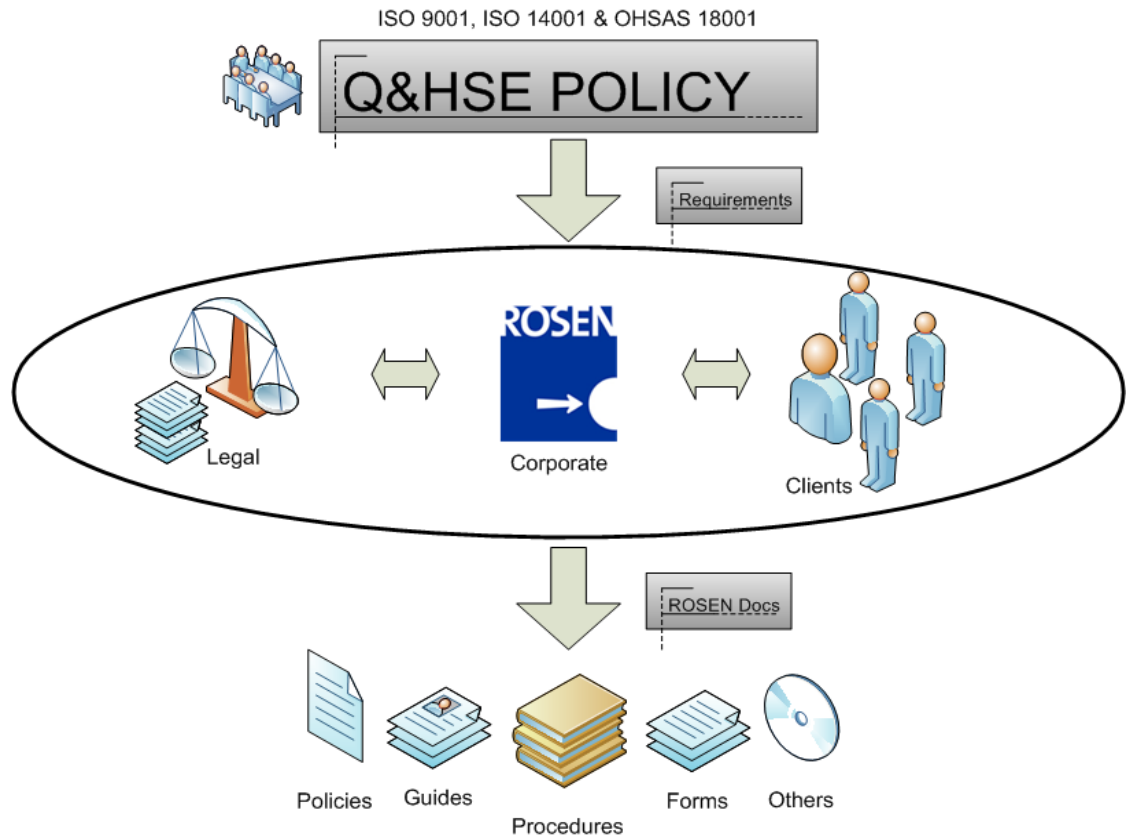 ISO 9001, ISO 14001 & OHSAS 18001
Q&HSE POLICY
Requirements
ROSEN
Legal
Corporate
Clients
ROSEN Docs
Policies
Guides
Procedures
Forms
Others